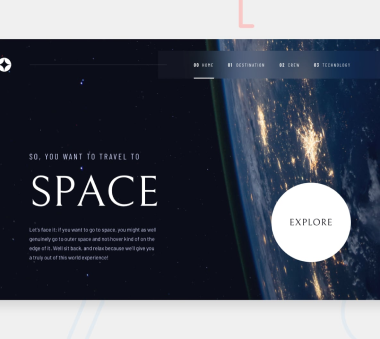 00 HOME 01 DESTINATION 02 CREW 03 TECHNOLOGY
SO, YOU WANT TO TRAVEL TO
SPACE
Let's face it; if you want to go to space, you might as well
genuinely go to outer space and not hover kind of on the
edge of it. Well sit back, and relax because we'll give you
a truly out of this world experience!
EXPLORE